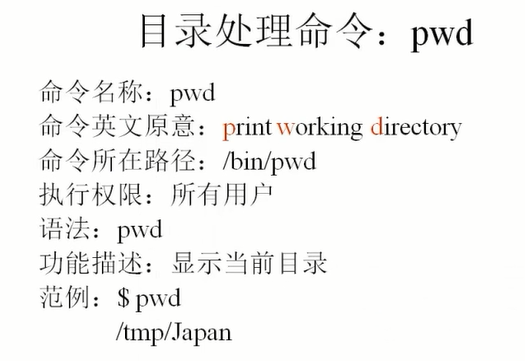 目录处理命令：pwd
命令名称：pwd
命令英文原意：print working directory
命令所在路径：/bin/pwd
执行权限：所有用户
语法：pwd
功能描述：显示当前目录
范例：$ pwd
/tmp/Japan